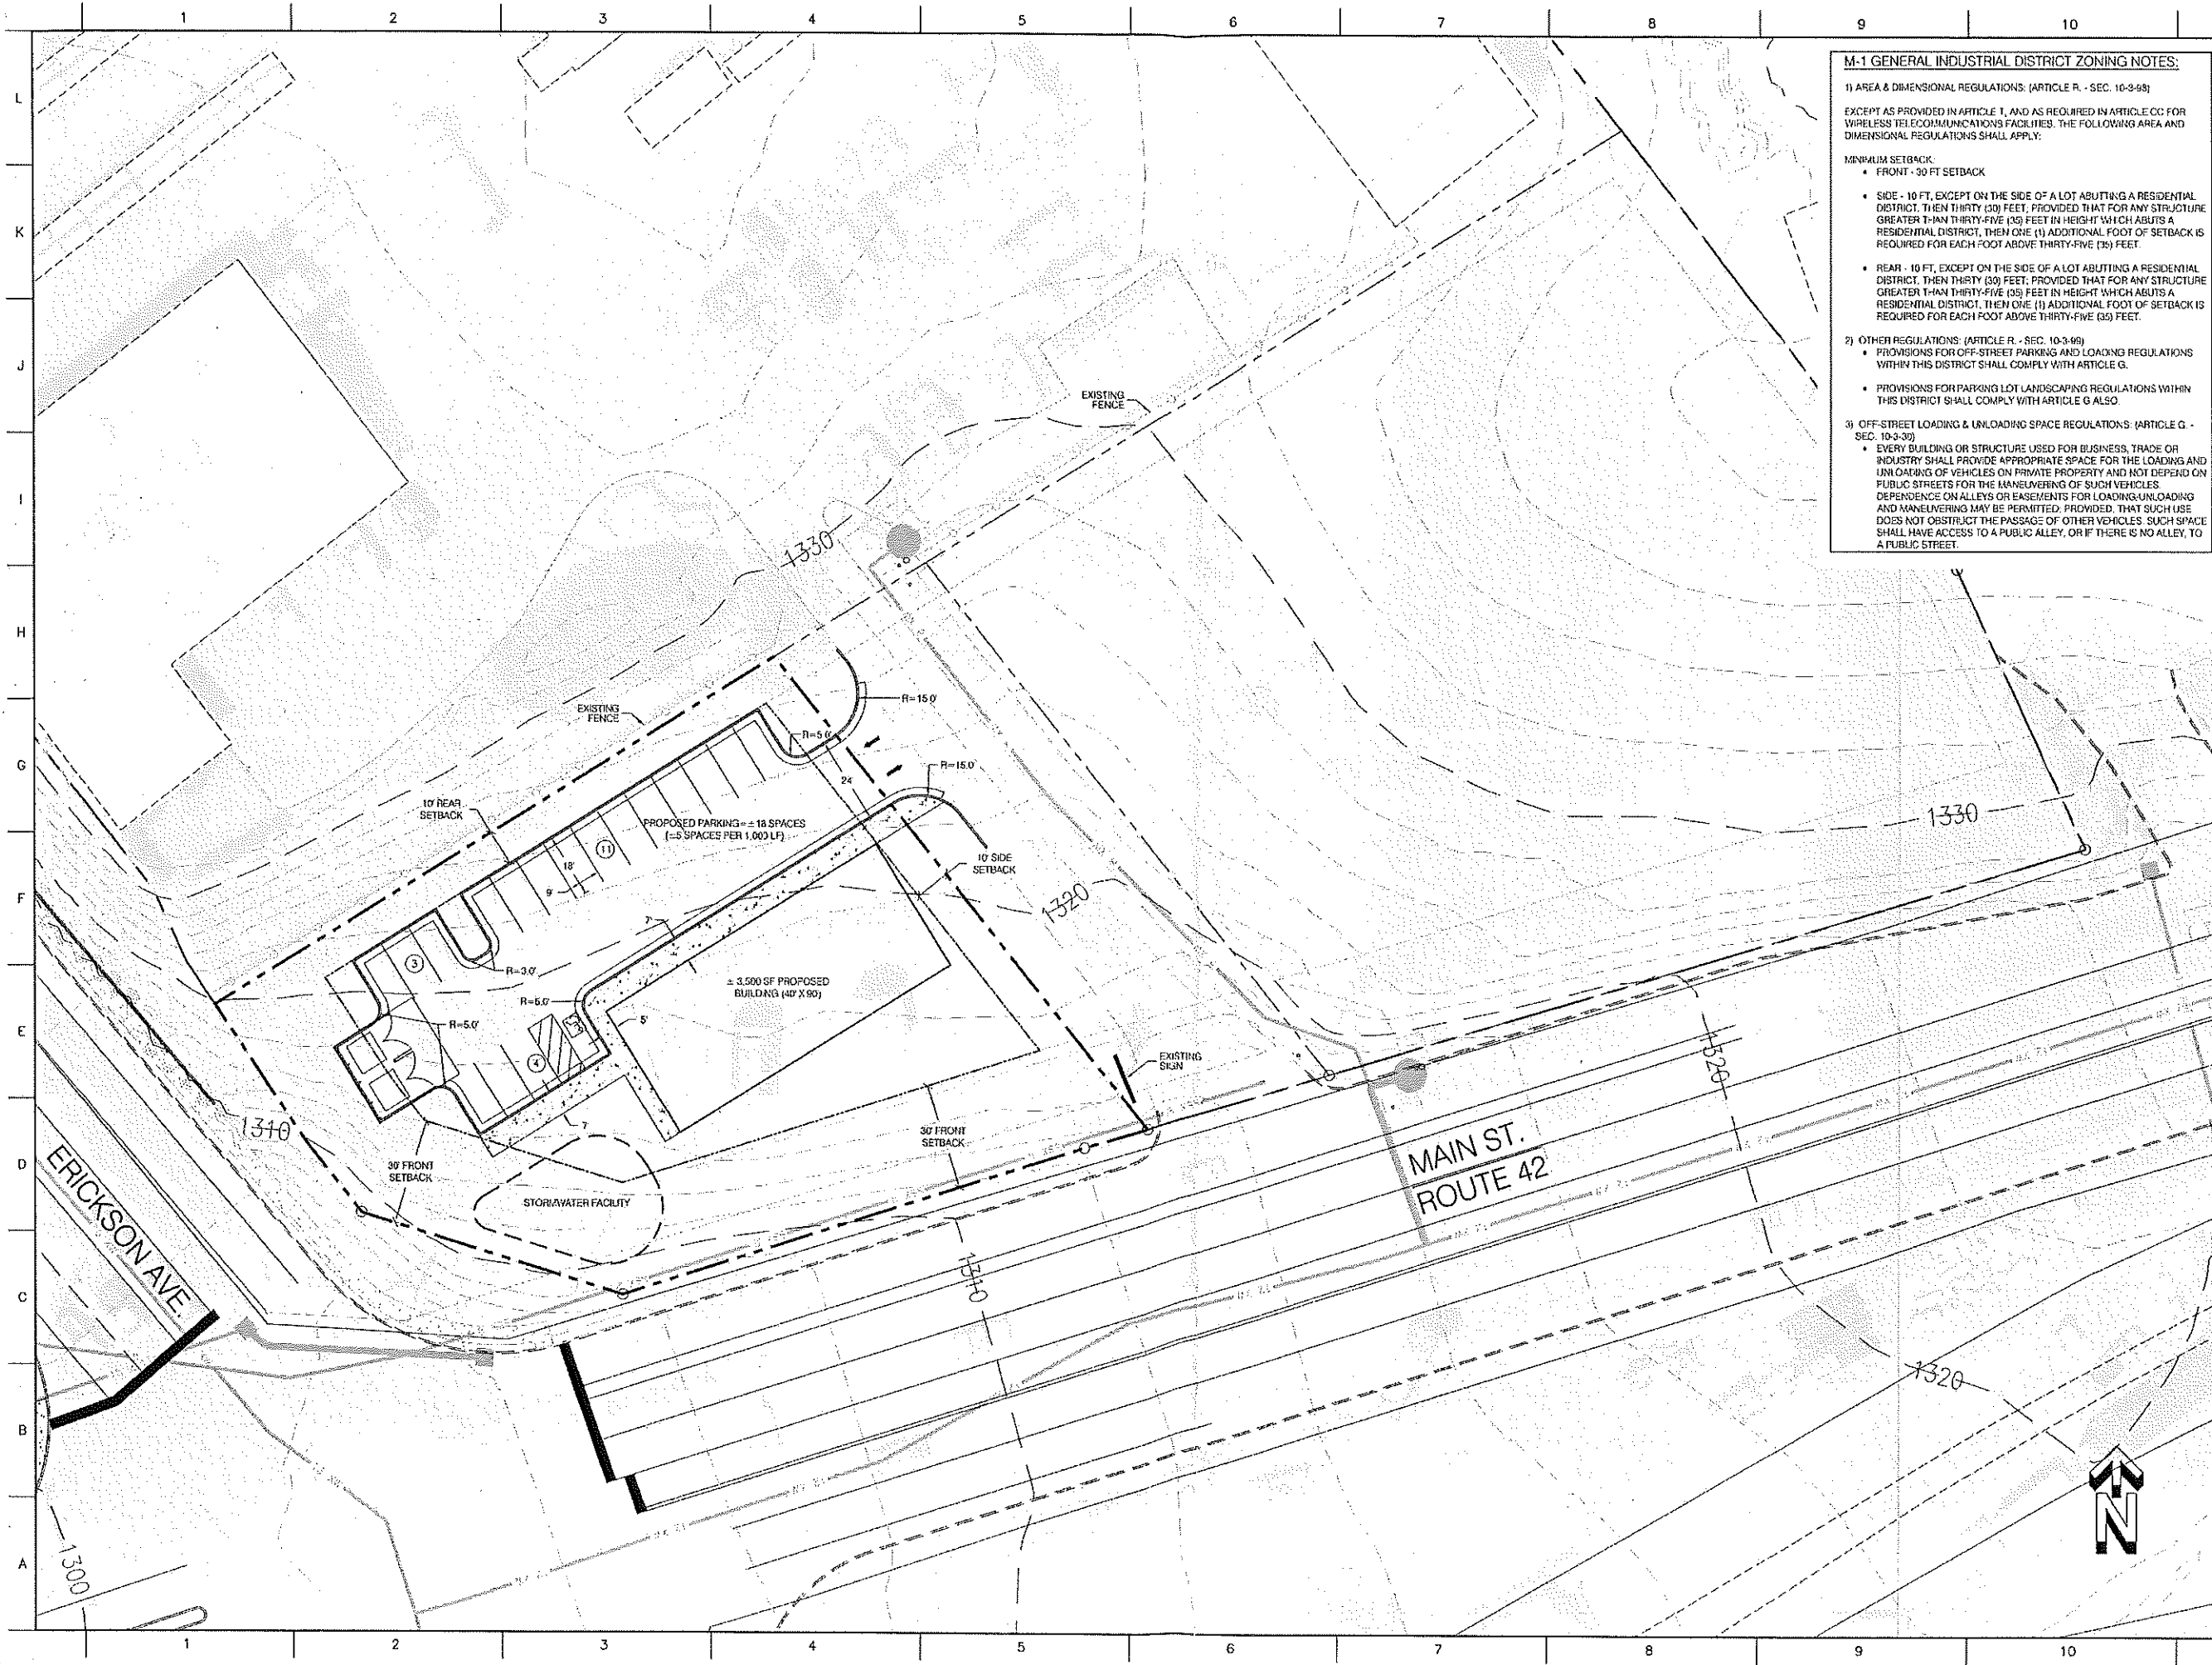 1 2 3 4 5 6 7 8 9 10
L
K
J
I
H
G
F
E
D
C
B
A
M-1 GENERAL INDUSTRIAL DISTRICT ZONING NOTES:
1) AREA & DIMENSIONAL REGULATIONS: (ARTICLE R. - SEC. 10-3-98)
EXCEPT AS PROVIDED IN ARTICLE T, AND AS REQUIRED IN ARTICLE CC FOR
WIRELESS TELECOMMUNICATIONS FACILITIES, THE FOLLOWING AREA AND
DIMENSIONAL REGULATIONS SHALL APPLY:
MINIMUM SETBACK:
• FRONT - 30 FT SETBACK
• SIDE - 10 FT, EXCEPT ON THE SIDE OF A LOT ABUTTING A RESIDENTIAL
DISTRICT, THEN THIRTY (30) FEET; PROVIDED THAT FOR ANY STRUCTURE
GREATER THAN THIRTY-FIVE (35) FEET IN HEIGHT WHICH ABUTS A
RESIDENTIAL DISTRICT, THEN ONE (1) ADDITIONAL FOOT OF SETBACK IS
REQUIRED FOR EACH FOOT ABOVE THIRTY-FIVE (35) FEET.
• REAR - 10 FT, EXCEPT ON THE SIDE OF A LOT ABUTTING A RESIDENTIAL
DISTRICT, THEN THIRTY (30) FEET; PROVIDED THAT FOR ANY STRUCTURE
GREATER THAN THIRTY-FIVE (35) FEET IN HEIGHT WHICH ABUTS A
RESIDENTIAL DISTRICT, THEN ONE (1) ADDITIONAL FOOT OF SETBACK IS
REQUIRED FOR EACH FOOT ABOVE THIRTY-FIVE (35) FEET.
2) OTHER REGULATIONS: (ARTICLE R. - SEC. 10-3-99)
• PROVISIONS FOR OFF-STREET PARKING AND LOADING REGULATIONS
WITHIN THIS DISTRICT SHALL COMPLY WITH ARTICLE G.
• PROVISIONS FOR PARKING LOT LANDSCAPING REGULATIONS WITHIN
THIS DISTRICT SHALL COMPLY WITH ARTICLE G ALSO.
3) OFF-STREET LOADING & UNLOADING SPACE REGULATIONS: (ARTICLE G. -
SEC. 10-3-30)
• EVERY BUILDING OR STRUCTURE USED FOR BUSINESS, TRADE OR
INDUSTRY SHALL PROVIDE APPROPRIATE SPACE FOR THE LOADING AND
UNLOADING OF VEHICLES ON PRIVATE PROPERTY AND NOT DEPEND ON
PUBLIC STREETS FOR THE MANEUVERING OF SUCH VEHICLES.
DEPENDENCE ON ALLEYS OR EASEMENTS FOR LOADING/UNLOADING
AND MANEUVERING MAY BE PERMITTED; PROVIDED, THAT SUCH USE
DOES NOT OBSTRUCT THE PASSAGE OF OTHER VEHICLES. SUCH SPACE
SHALL HAVE ACCESS TO A PUBLIC ALLEY, OR IF THERE IS NO ALLEY, TO
A PUBLIC STREET.
EXISTING
FENCE
1330
EXISTING
FENCE
R=15.0'
R=5.0'
R=15.0'
24'
10' REAR
SETBACK
PROPOSED PARKING = ± 18 SPACES
(±5 SPACES PER 1,000 LF)
11
18'
9'
10' SIDE
SETBACK
1330
1320
7'
3
R=3.0'
± 3,500 SF PROPOSED
BUILDING (40' X 90')
R=5.0'
R=5.0'
5'
4
EXISTING
SIGN
1320
7'
1310
30' FRONT
SETBACK
30' FRONT
SETBACK
STORMWATER FACILITY
MAIN ST.
ROUTE 42
ERICKSON AVE.
1310
1320
1300
N
1 2 3 4 5 6 7 8 9 10